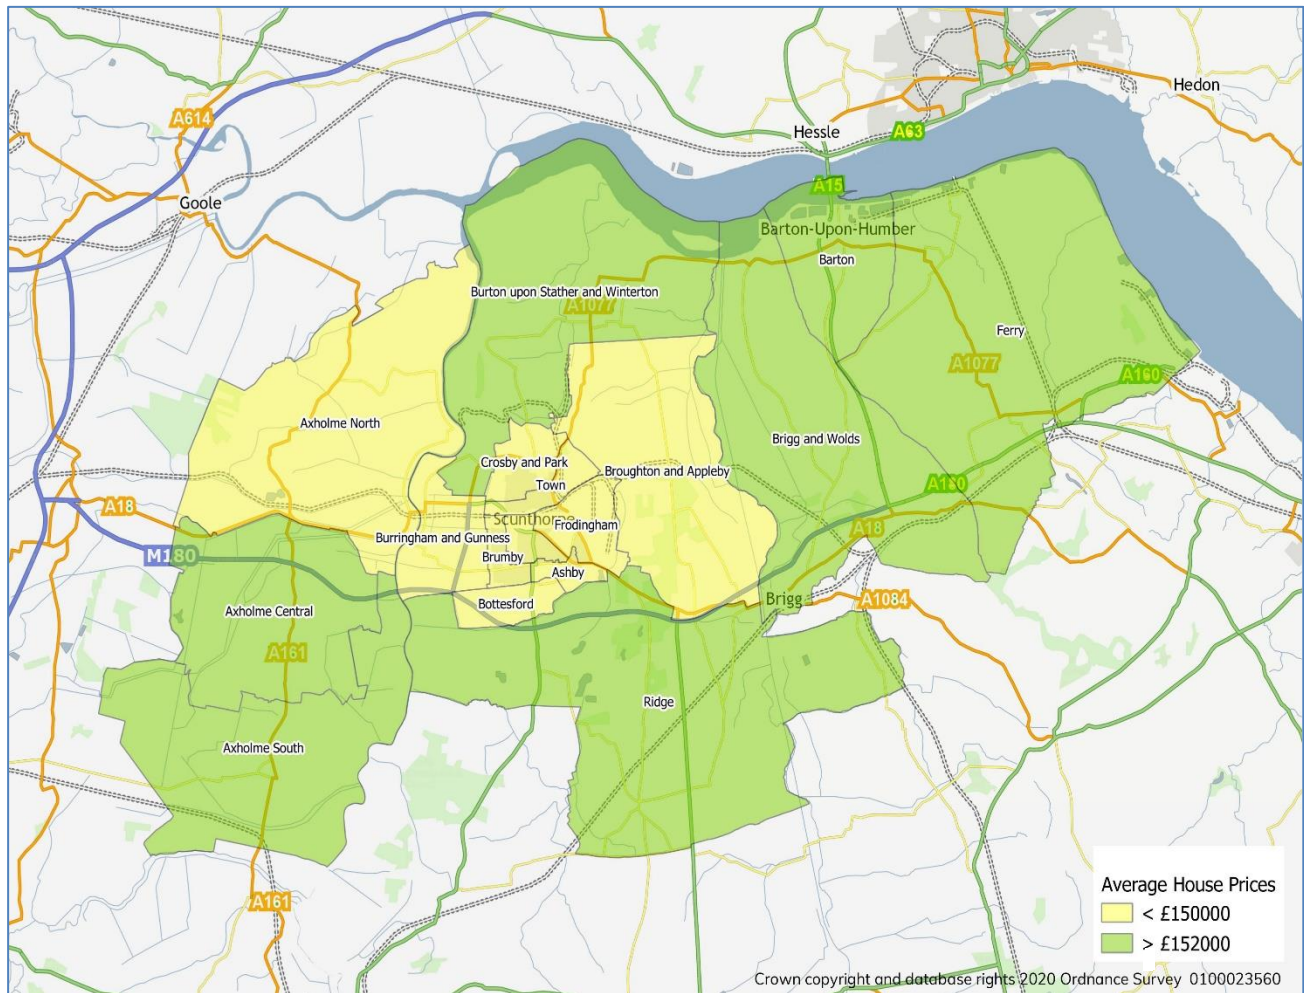 Hedon
A614
Hessle
A63
Goole
A15
Barton-Upon-Humber
Barton
Burton upon Stather and Winterton
A1077
Ferry
A1077
A160
Axholme North
Brigg and Wolds
Crosby and Park
Broughton and Appleby
Town
A180
A18
Scunthorpe
Frodingham
A18
Burringham and Gunness
M180
Brumby
Ashby
Bottesford
Brigg
A1084
Axholme Central
A161
Ridge
Axholme South
A161
Average House Prices
< £150000
> £152000
Crown copyright and database rights 2020 Ordnance Survey 0100023560